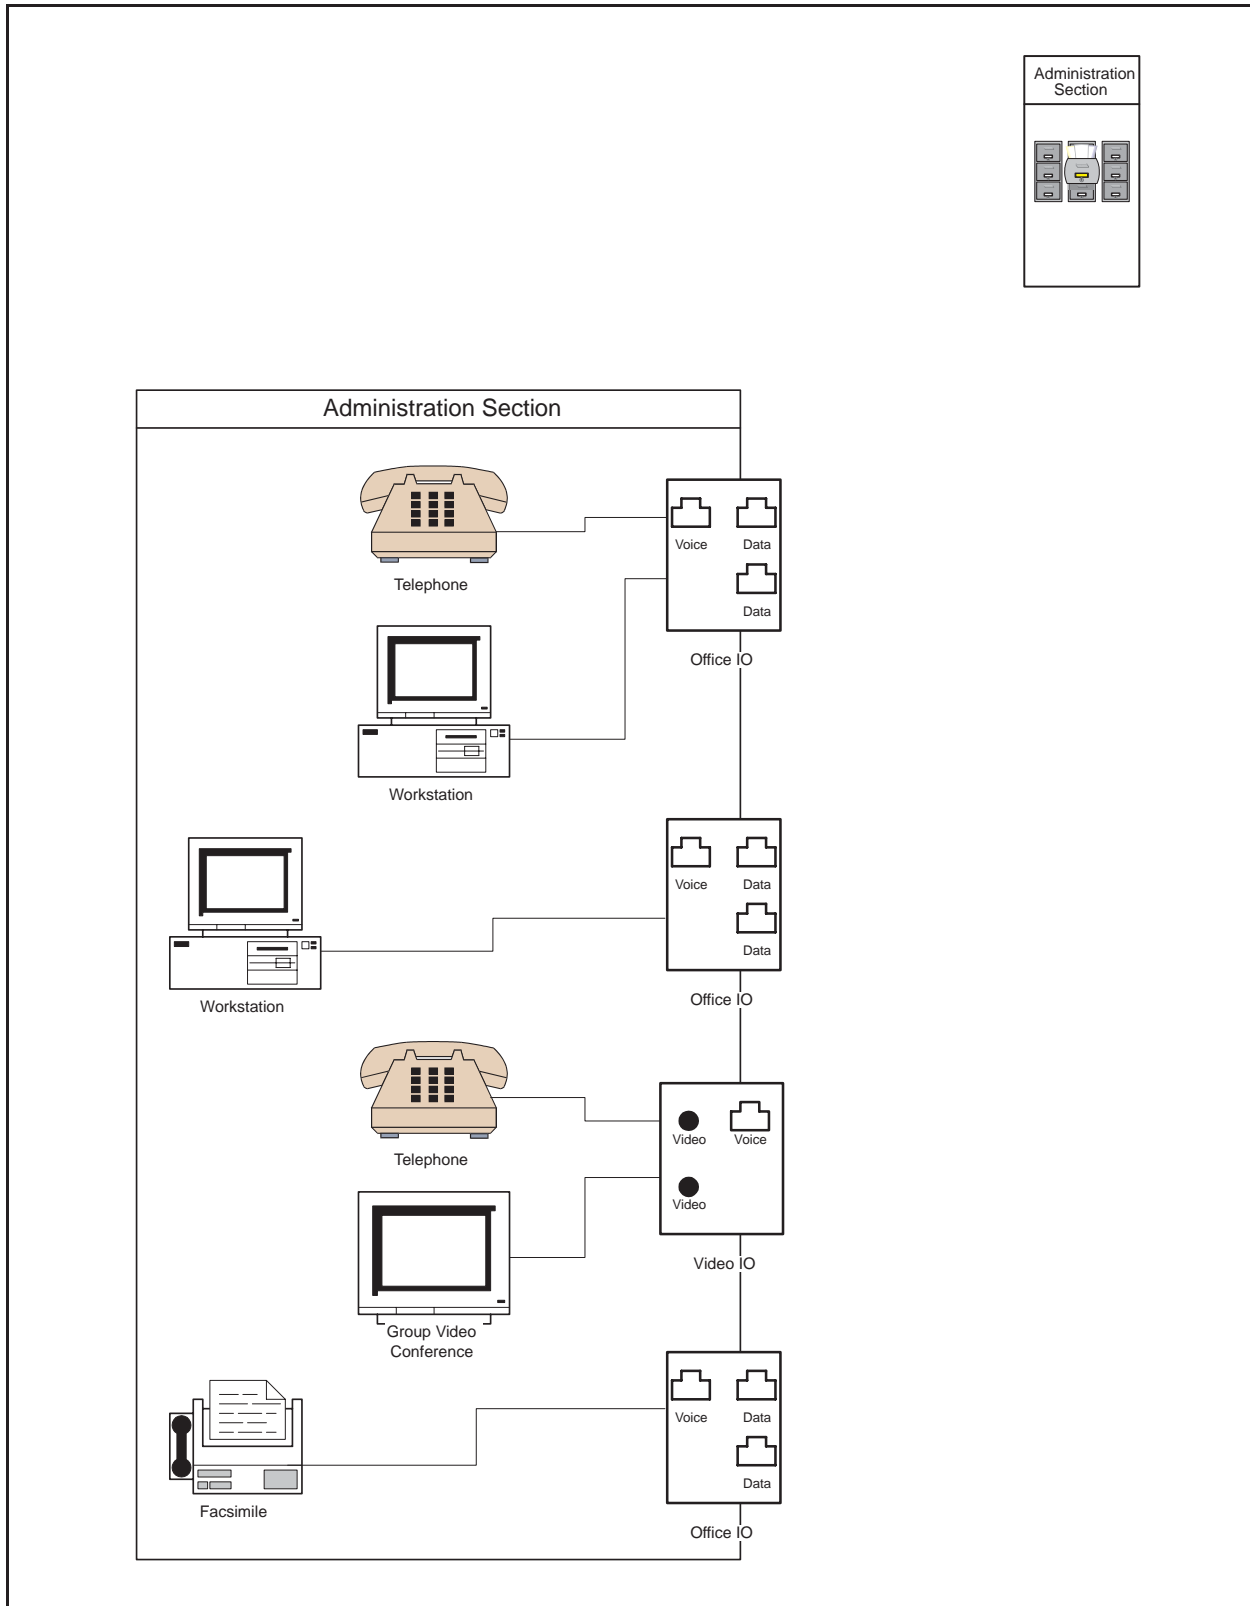 Administration
Section
Administration Section
Voice Data
Telephone
Data
Office IO
Workstation
Voice Data
Data
Office IO
Workstation
Video Voice
Telephone
Video
Video IO
Group Video
Conference
Voice Data
Data
Facsimile
Office IO